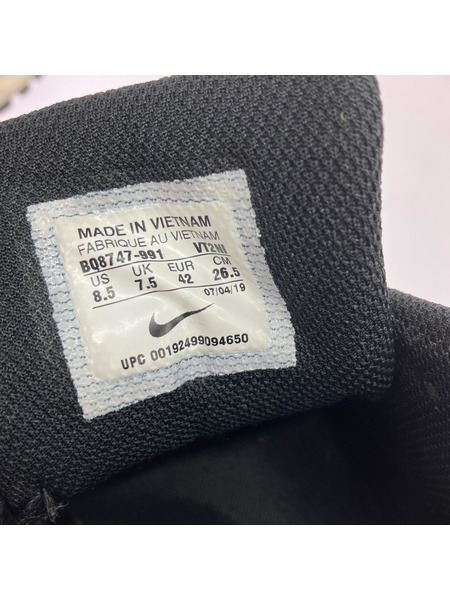 MADE IN VIETNAM
FABRIQUE AU VIETNAM
BQ8747-991 VT2NI
US UK EUR CM
8.5 7.5 42 26.5
07/04/19
UPC 00192499094650